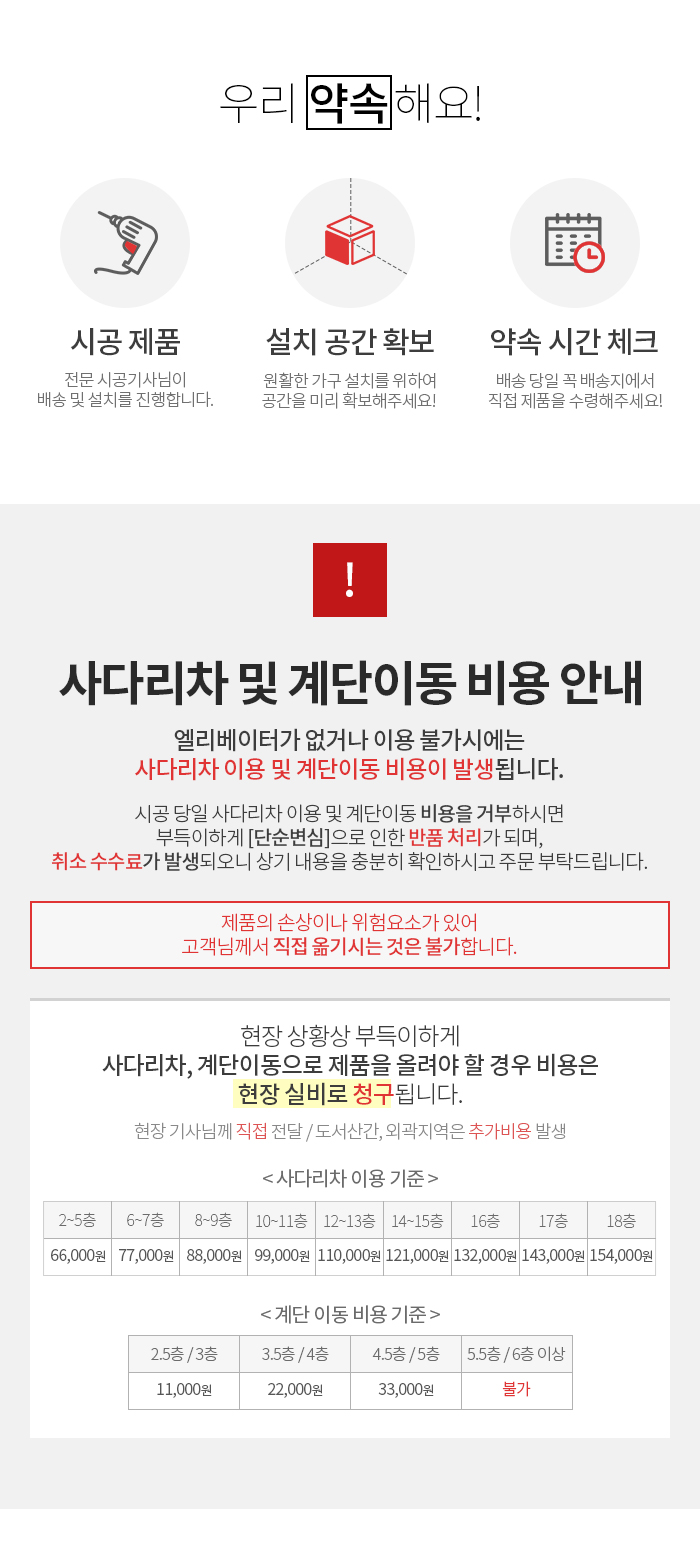 우리 약속해요!
시공 제품
전문 시공기사님이
배송 및 설치를 진행합니다.
설치 공간 확보
원활한 가구 설치를 위하여
공간을 미리 확보해주세요!
약속 시간 체크
배송 당일 꼭 배송지에서
직접 제품을 수령해주세요!
!
사다리차 및 계단이동 비용 안내
엘리베이터가 없거나 이용 불가시에는
사다리차 이용 및 계단이동 비용이 발생됩니다.
시공 당일 사다리차 이용 및 계단이동 비용을 거부하시면
부득이하게 [단순변심]으로 인한 반품 처리가 되며,
취소 수수료가 발생되오니 상기 내용을 충분히 확인하시고 주문 부탁드립니다.
제품의 손상이나 위험요소가 있어
고객님께서 직접 옮기시는 것은 불가합니다.
현장 상황상 부득이하게
사다리차, 계단이동으로 제품을 올려야 할 경우 비용은
현장 실비로 청구됩니다.
현장 기사님께 직접 전달 / 도서산간, 외곽지역은 추가비용 발생
< 사다리차 이용 기준 >
2~5층 6~7층 8~9층 10~11층 12~13층 14~15층 16층 17층 18층
66,000원 77,000원 88,000원 99,000원 110,000원 121,000원 132,000원 143,000원 154,000원
< 계단 이동 비용 기준 >
2.5층 / 3층 3.5층 / 4층 4.5층 / 5층 5.5층 / 6층 이상
11,000원 22,000원 33,000원 불가